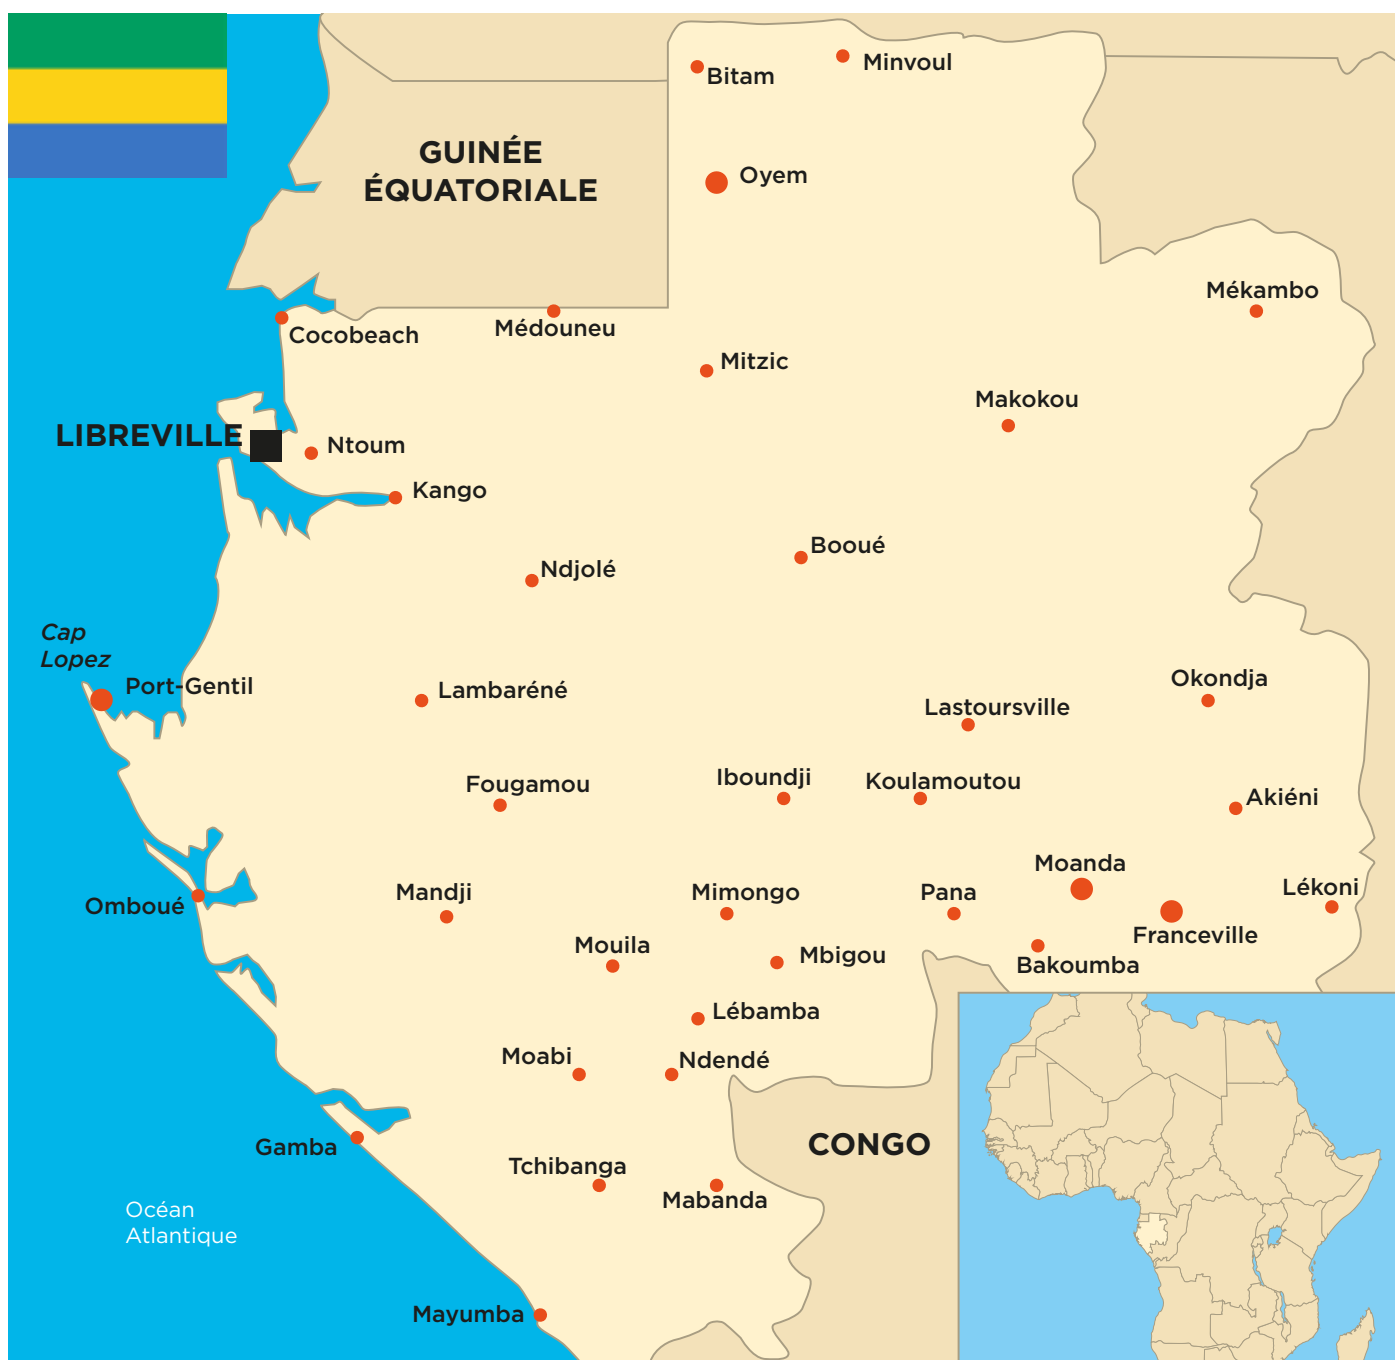 Minvoul
Bitam
GUINÉE
ÉQUATORIALE
Oyem
Mékambo
Médouneu
Cocobeach
Mitzic
Makokou
LIBREVILLE
Ntoum
Kango
Booué
Ndjolé
Cap
Lopez
Port-Gentil
Lambaréné
Okondja
Lastoursville
Iboundji
Koulamoutou
Fougamou
Akiéni
Moanda
Lékoni
Mandji
Mimongo
Pana
Omboué
Franceville
Mouila
Mbigou
Bakoumba
Lébamba
Moabi
Ndendé
CONGO
Gamba
Tchibanga
Mabanda
Océan
Atlantique
Mayumba